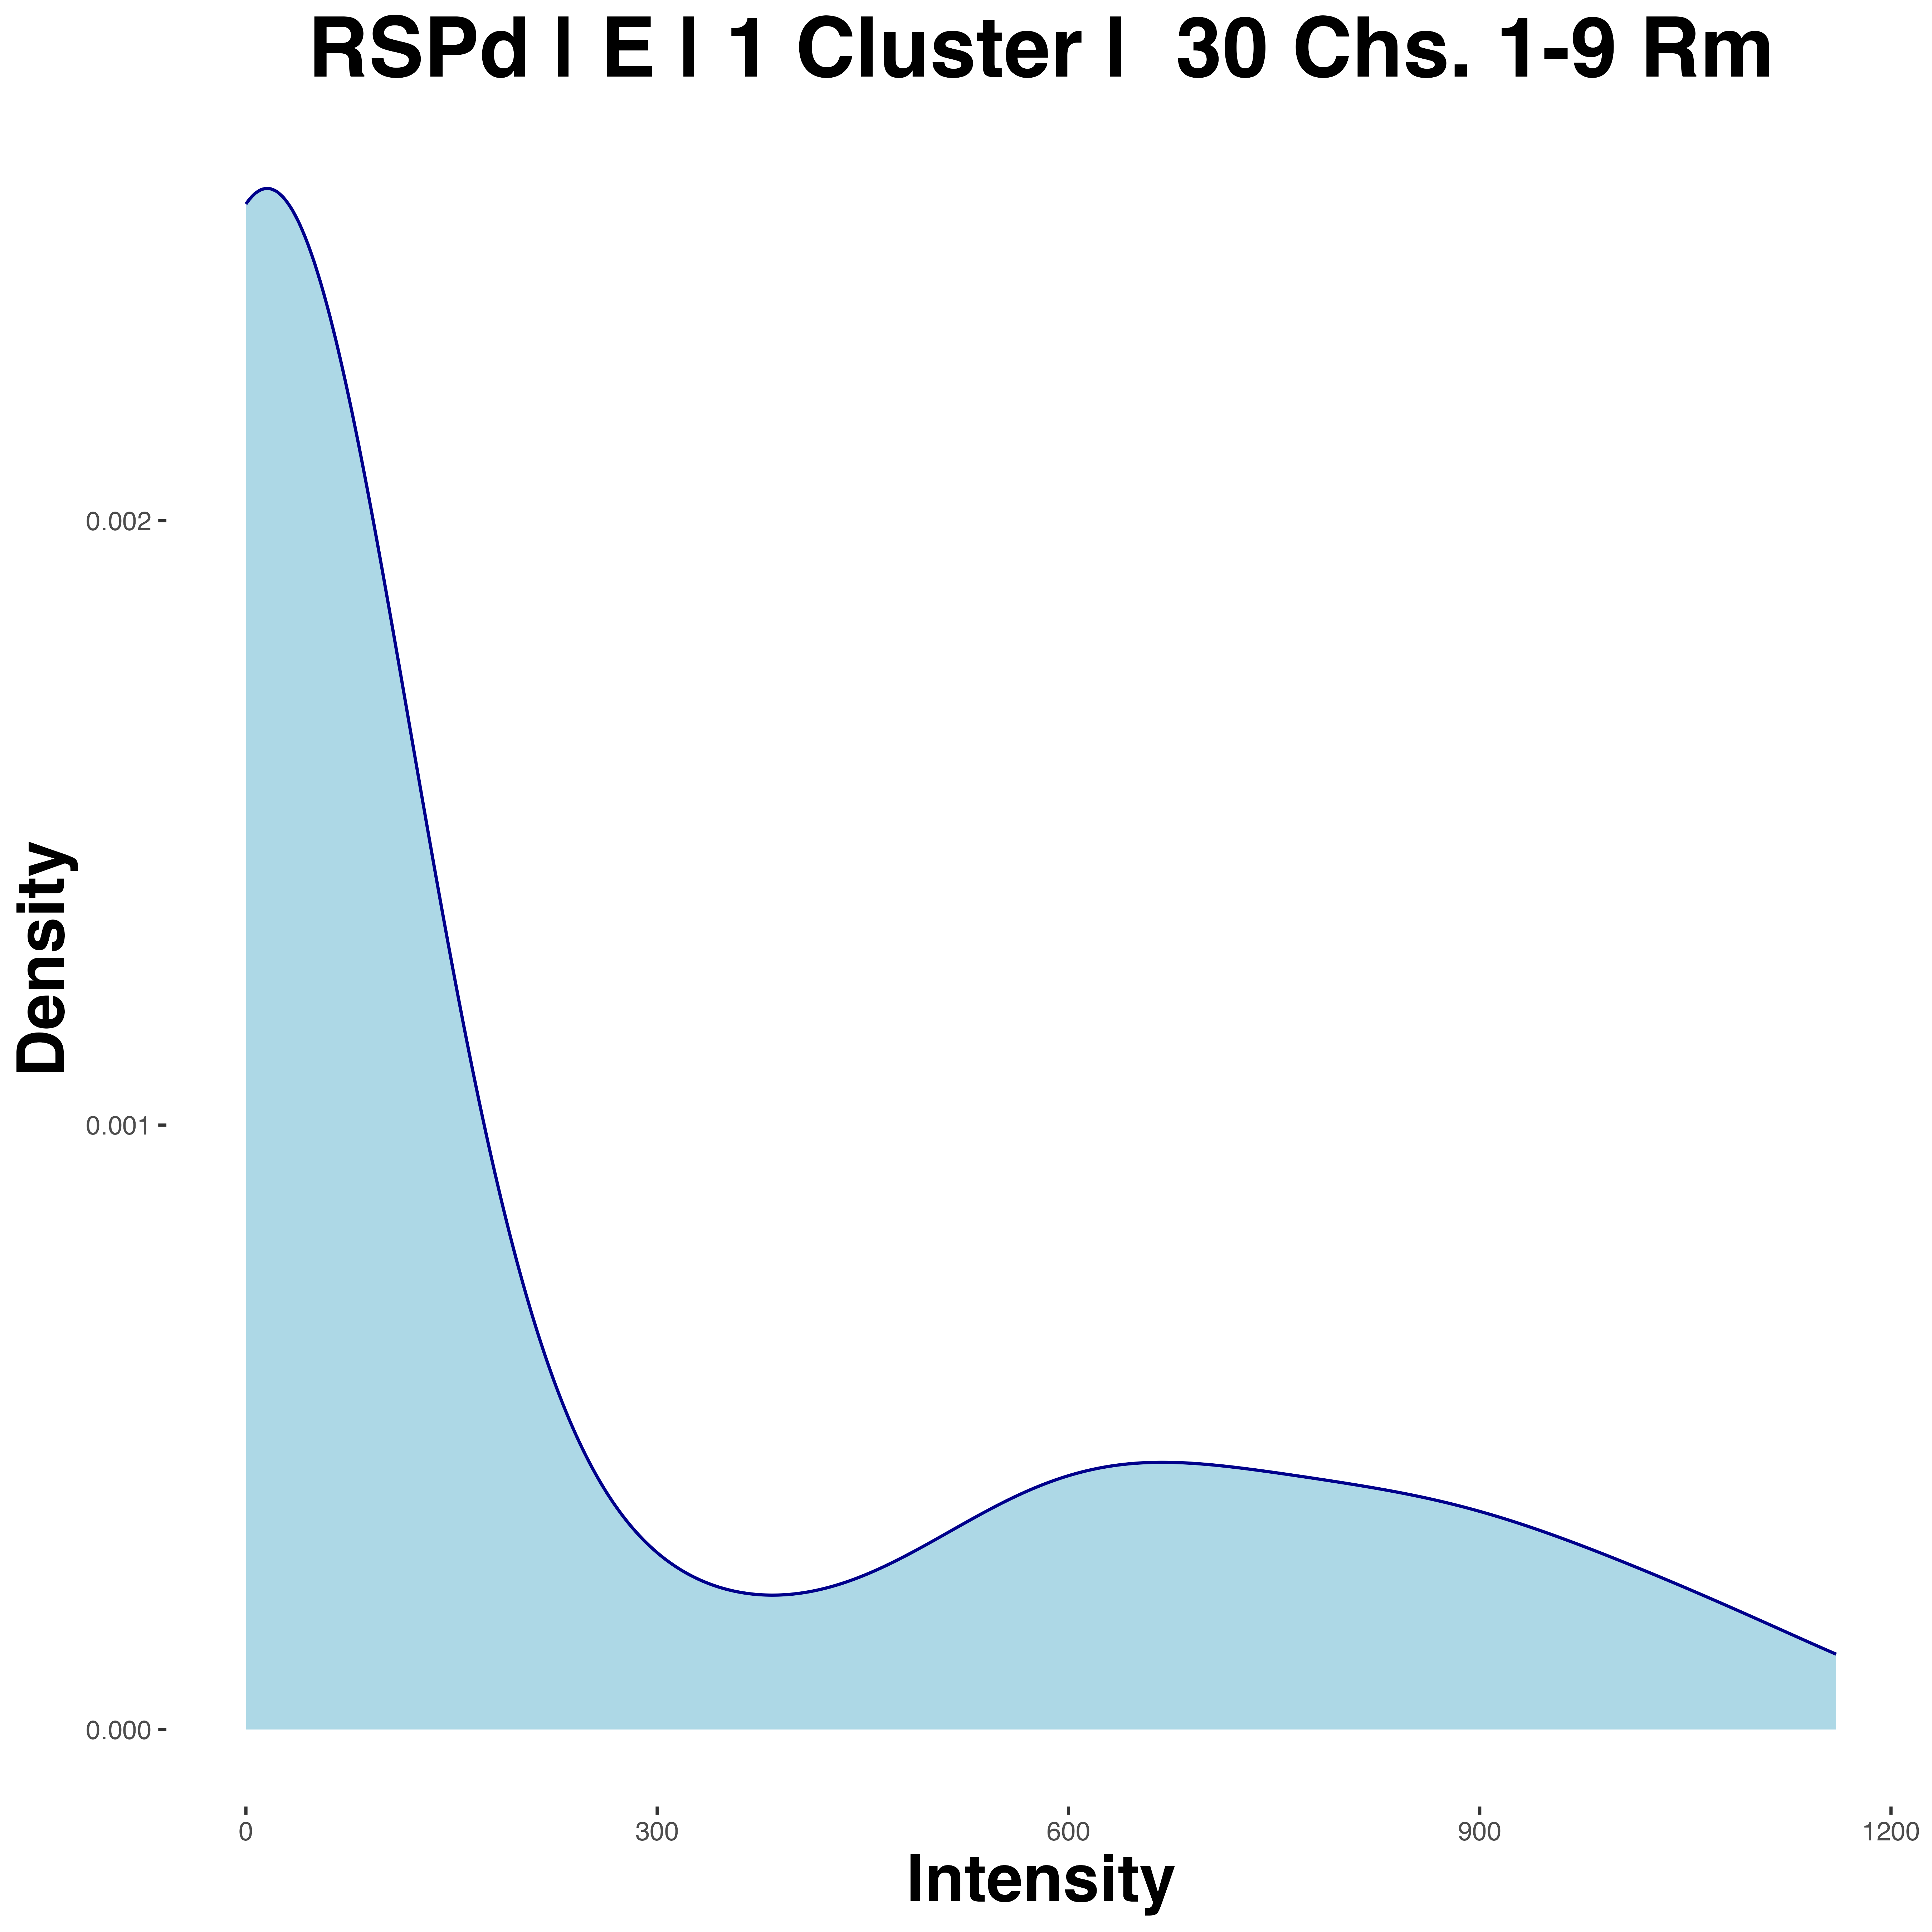 RSPd | E | 1 Cluster |  30 Chs. 1-9 Rm
Density
0.002
0.001
0.000
0
300
600
900
1200
Intensity